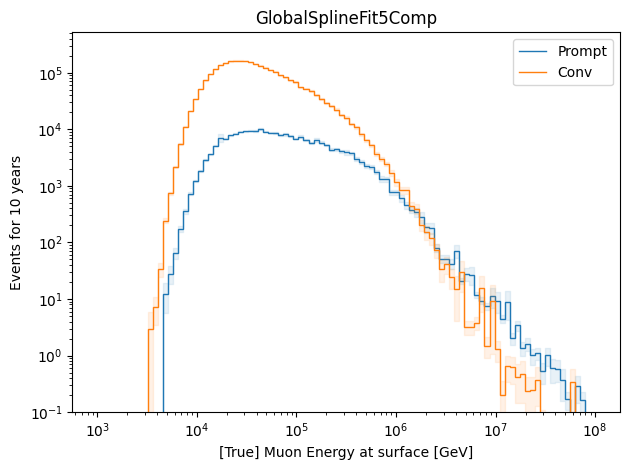 GlobalSplineFit5Comp
Prompt
Conv
Events for 10 years
10⁵
10⁴
10³
10²
10¹
10⁰
10⁻¹
10³ 10⁴ 10⁵ 10⁶ 10⁷ 10⁸
[True] Muon Energy at surface [GeV]